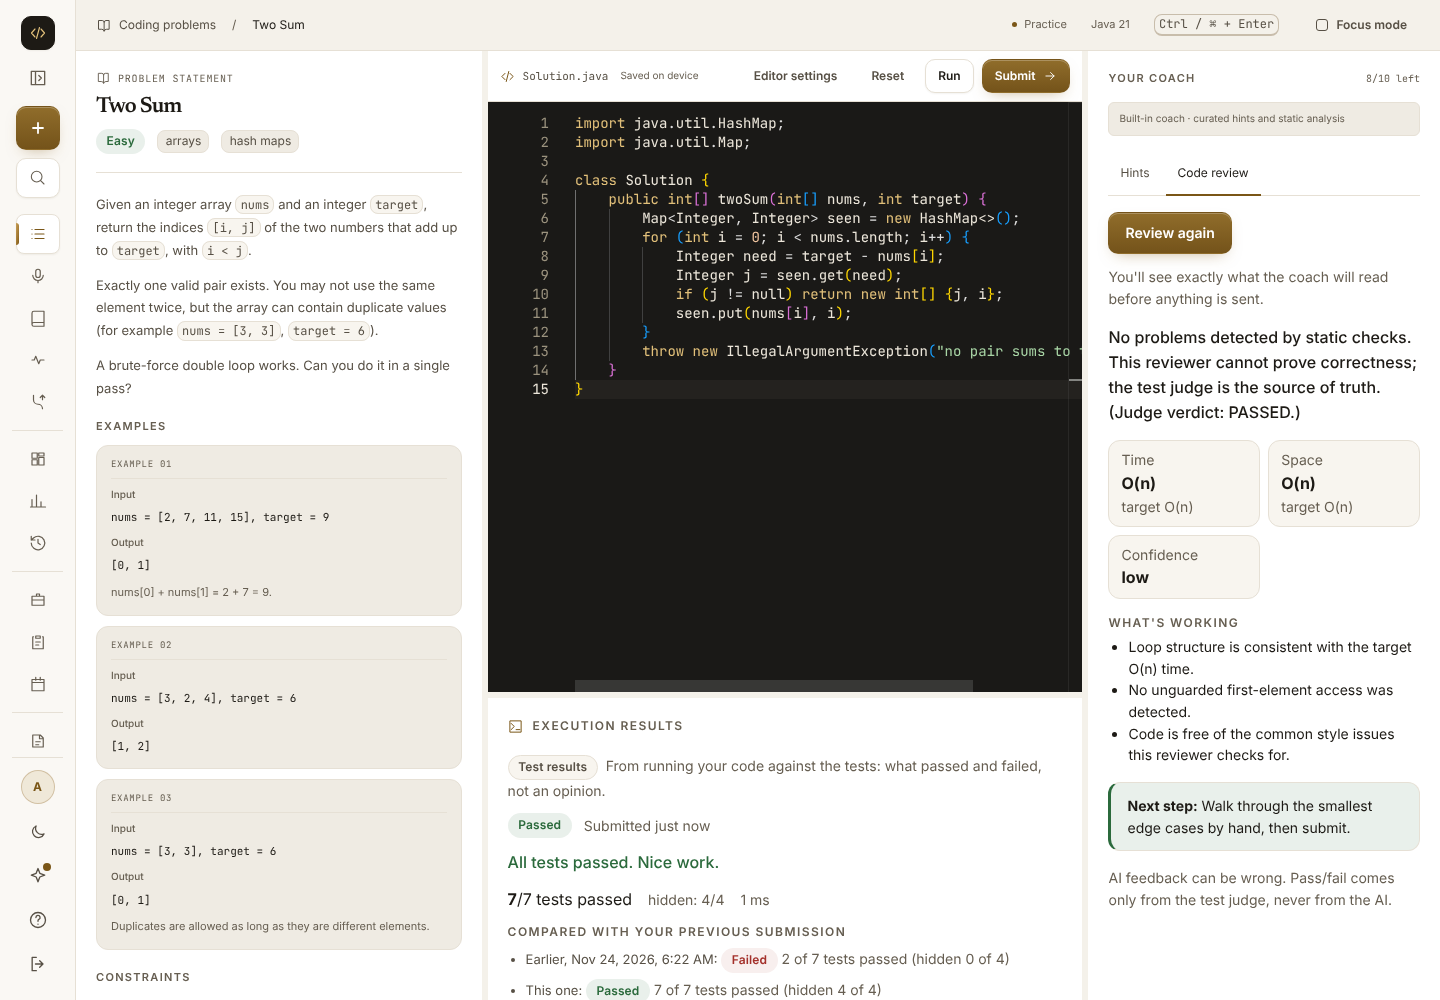 Coding problems / Two Sum
Practice Java 21 Ctrl / ⌘ + Enter Focus mode
PROBLEM STATEMENT
Two Sum
Easy arrays hash maps
Given an integer array nums and an integer target,
return the indices [i, j] of the two numbers that add up
to target, with i < j.
Exactly one valid pair exists. You may not use the same
element twice, but the array can contain duplicate values
(for example nums = [3, 3], target = 6).
A brute-force double loop works. Can you do it in a single
pass?
EXAMPLES
EXAMPLE 01
Input
nums = [2, 7, 11, 15], target = 9
Output
[0, 1]
nums[0] + nums[1] = 2 + 7 = 9.
EXAMPLE 02
Input
nums = [3, 2, 4], target = 6
Output
[1, 2]
EXAMPLE 03
Input
nums = [3, 3], target = 6
Output
[0, 1]
Duplicates are allowed as long as they are different elements.
CONSTRAINTS
A
Solution.java Saved on device Editor settings Reset Run Submit →
1 import java.util.HashMap;
2 import java.util.Map;
3
4 class Solution {
5 public int[] twoSum(int[] nums, int target) {
6 Map<Integer, Integer> seen = new HashMap<>();
7 for (int i = 0; i < nums.length; i++) {
8 Integer need = target - nums[i];
9 Integer j = seen.get(need);
10 if (j != null) return new int[] {j, i};
11 seen.put(nums[i], i);
12 }
13 throw new IllegalArgumentException("no pair sums to
14 }
15 }
EXECUTION RESULTS
Test results From running your code against the tests: what passed and failed,
not an opinion.
Passed Submitted just now
All tests passed. Nice work.
7/7 tests passed hidden: 4/4 1 ms
COMPARED WITH YOUR PREVIOUS SUBMISSION
• Earlier, Nov 24, 2026, 6:22 AM: Failed 2 of 7 tests passed (hidden 0 of 4)
• This one: Passed 7 of 7 tests passed (hidden 4 of 4)
YOUR COACH 8/10 left
Built-in coach · curated hints and static analysis
Hints Code review
Review again
You'll see exactly what the coach will read
before anything is sent.
No problems detected by static checks.
This reviewer cannot prove correctness;
the test judge is the source of truth.
(Judge verdict: PASSED.)
Time
O(n)
target O(n)
Space
O(n)
target O(n)
Confidence
low
WHAT'S WORKING
• Loop structure is consistent with the target
O(n) time.
• No unguarded first-element access was
detected.
• Code is free of the common style issues
this reviewer checks for.
Next step: Walk through the smallest
edge cases by hand, then submit.
AI feedback can be wrong. Pass/fail comes
only from the test judge, never from the AI.